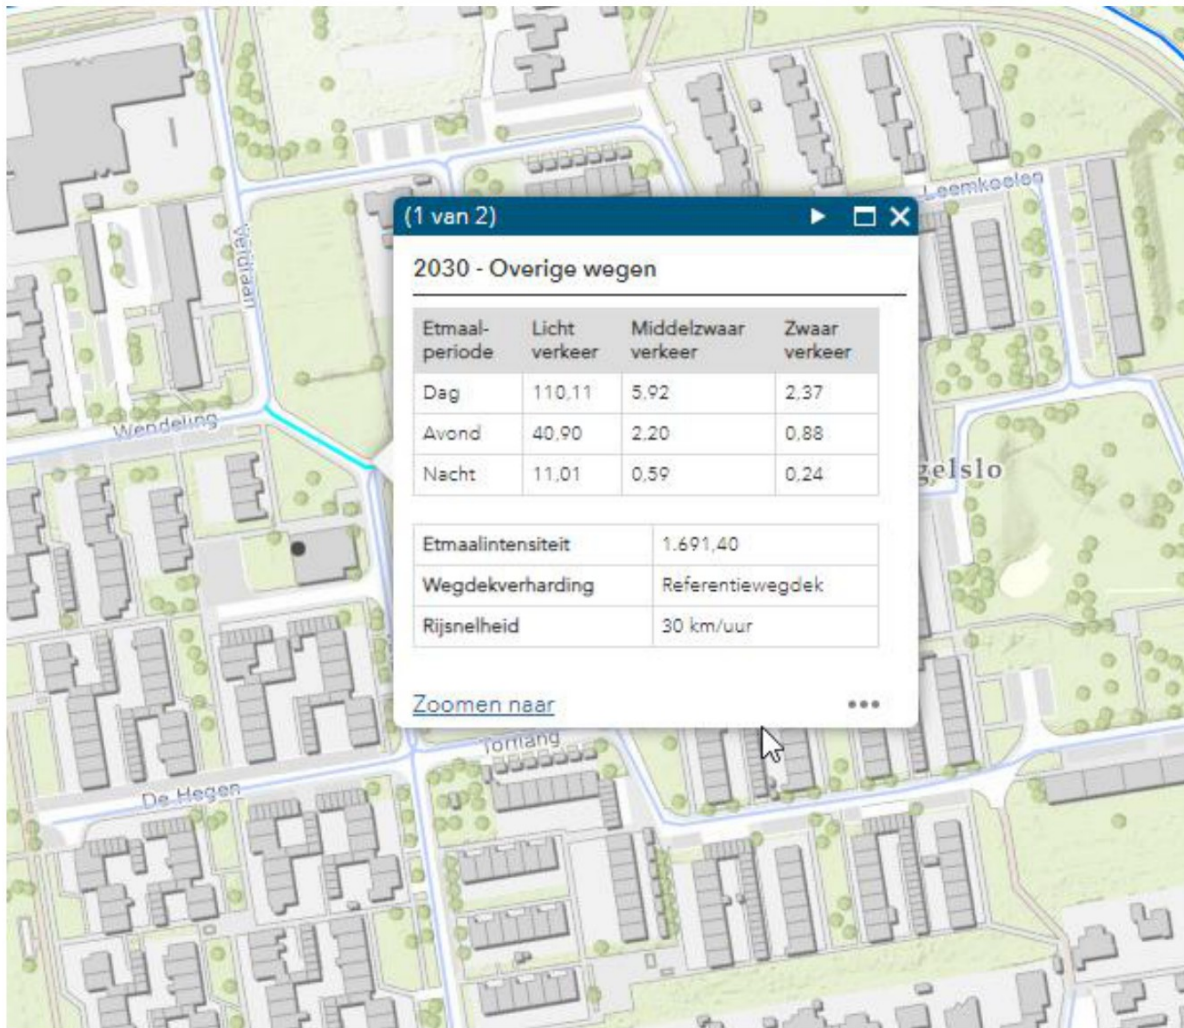 Leemkoelen
(1 van 2)
2030 - Overige wegen
Etmaal- Licht Middelzwaar Zwaar
periode verkeer verkeer verkeer
Dag 110,11 5,92 2,37
Avond 40,90 2,20 0,88
Nacht 11,01 0,59 0,24
Wendeling
gelslo
Etmaalintensiteit 1.691,40
Wegdekverharding Referentiewegdek
Rijsnelheid 30 km/uur
Zoomen naar
De Hegen